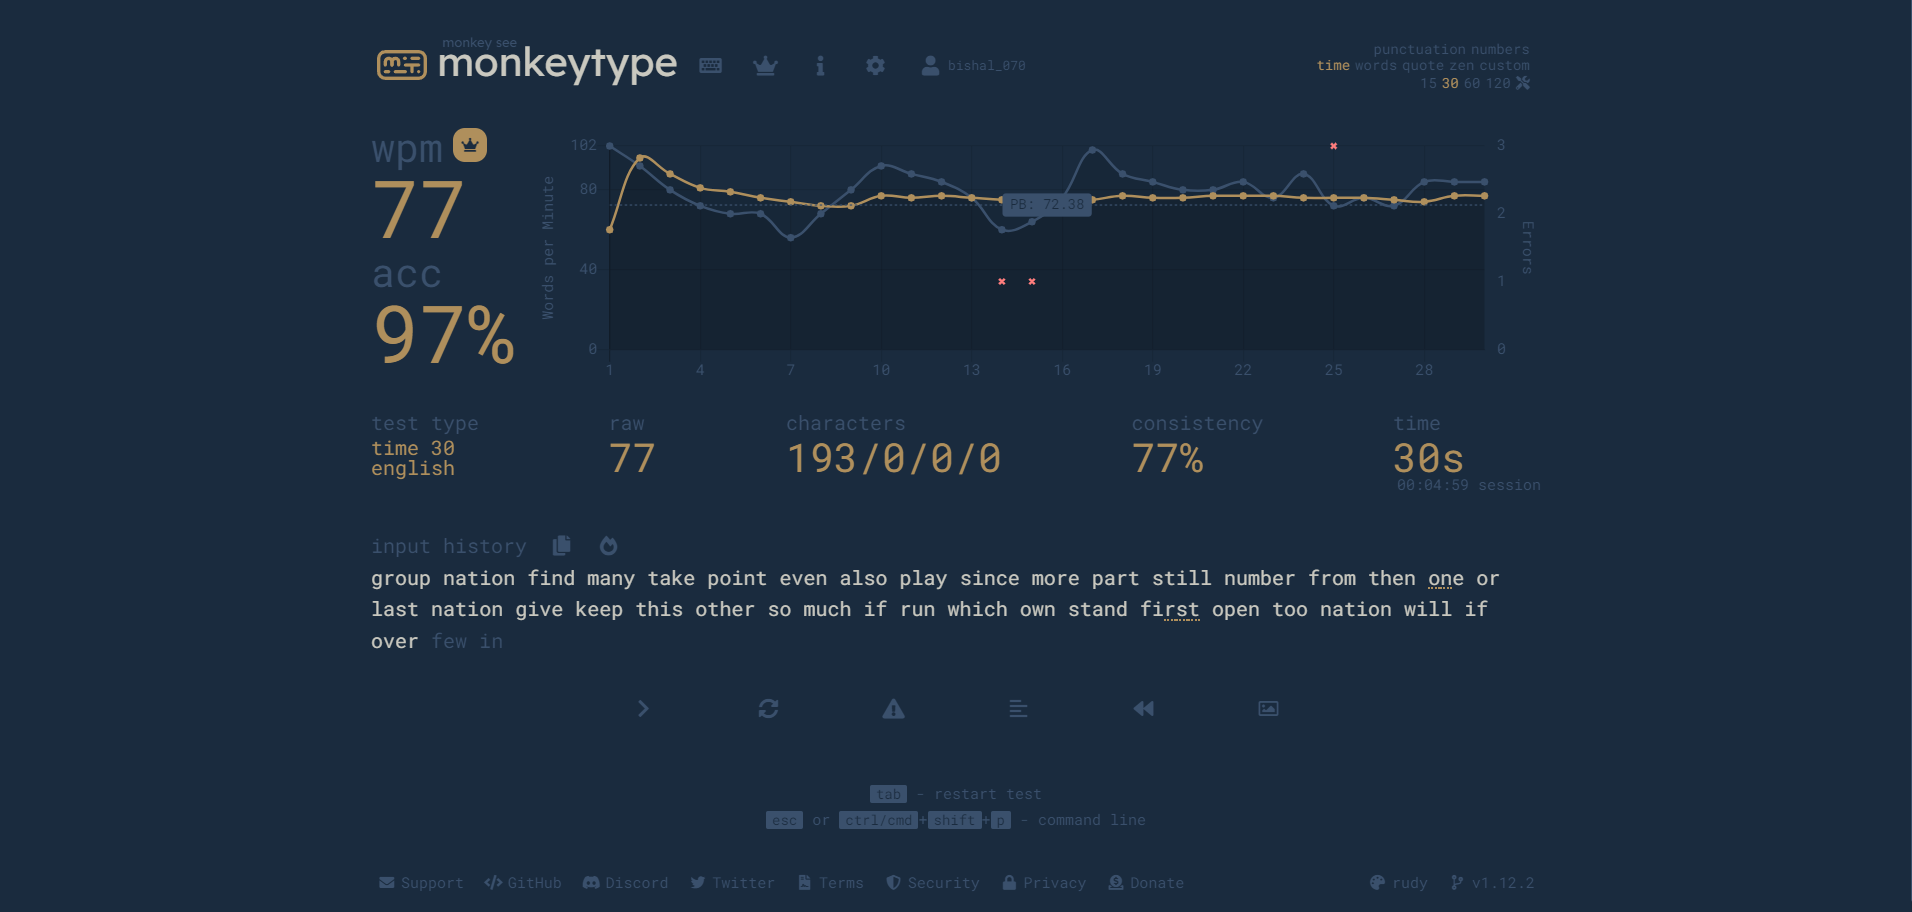 monkey see
monkeytype
bishal_070
punctuation numbers
time words quote zen custom
15 30 60 120
wpm
77
acc
97%
Words per Minute
102
80
40
0
PB: 72.38
3
2
1
0
Errors
1 4 7 10 13 16 19 22 25 28
test type
time 30
english
raw
77
characters
193/0/0/0
consistency
77%
time
30s
00:04:59 session
input history
group nation find many take point even also play since more part still number from then one or
last nation give keep this other so much if run which own stand first open too nation will if
over few in
tab - restart test
esc or ctrl/cmd+shift+p - command line
Support GitHub Discord Twitter Terms Security Privacy Donate rudy v1.12.2